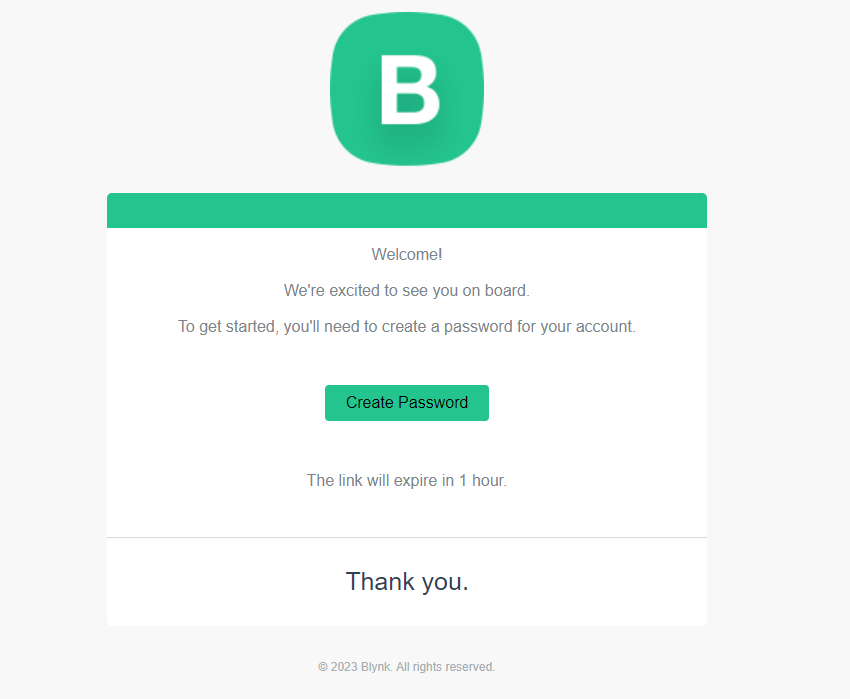 B
Welcome!
We're excited to see you on board.
To get started, you'll need to create a password for your account.
Create Password
The link will expire in 1 hour.
Thank you.
© 2023 Blynk. All rights reserved.